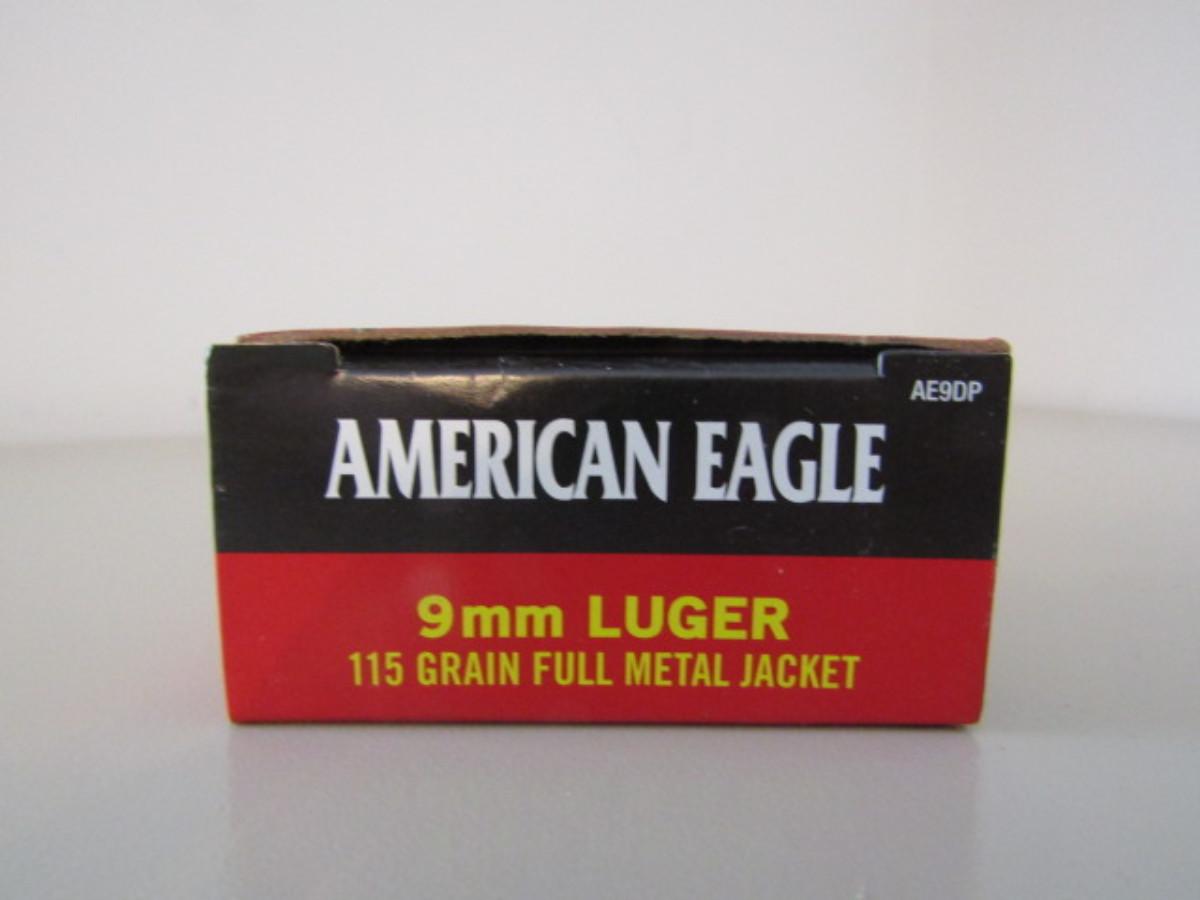 AE9DP
AMERICAN EAGLE
9mm LUGER
115 GRAIN FULL METAL JACKET